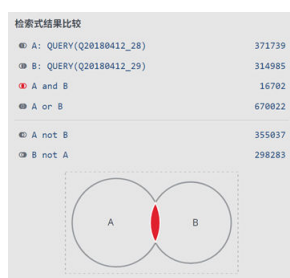 检索式结果比较
A: QUERY(Q20180412_28) 371739
B: QUERY(Q20180412_29) 314985
A and B 16702
A or B 670022
A not B 355037
B not A 298283
A B